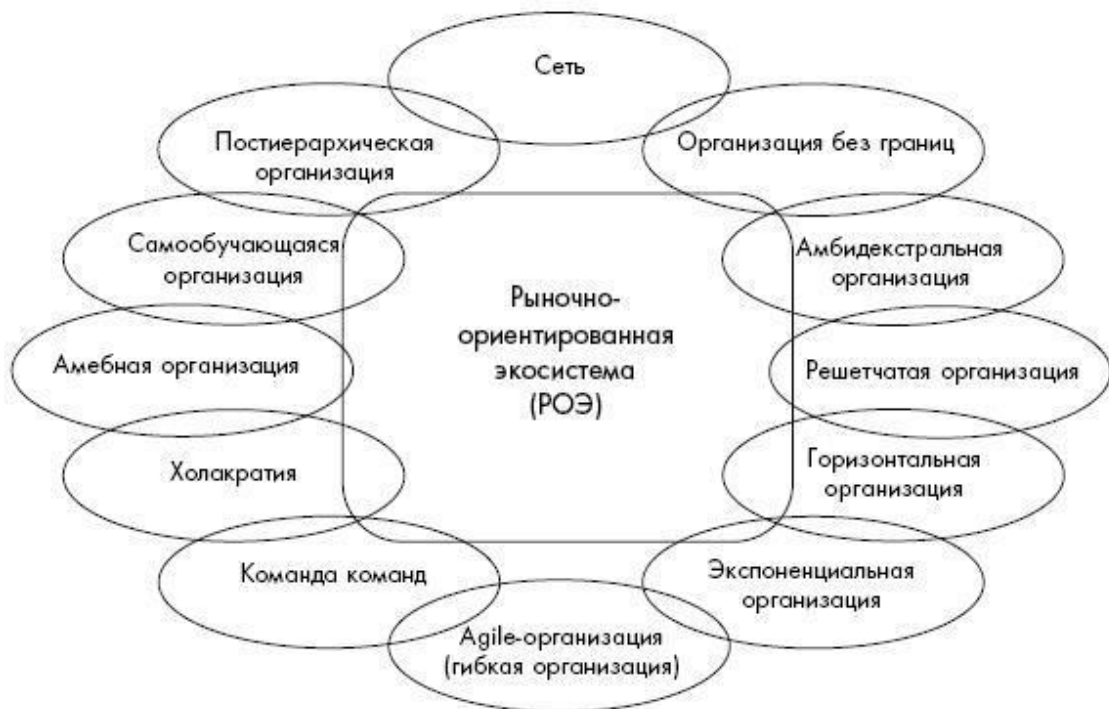 Сеть
Постиерархическая
организация
Организация без границ
Самообучающаяся
организация
Амбидекстральная
организация
Рыночно-
ориентированная
экосистема
(РОЭ)
Амебная организация
Решетчатая организация
Холакратия
Горизонтальная
организация
Команда команд
Экспоненциальная
организация
Agile-организация
(гибкая организация)